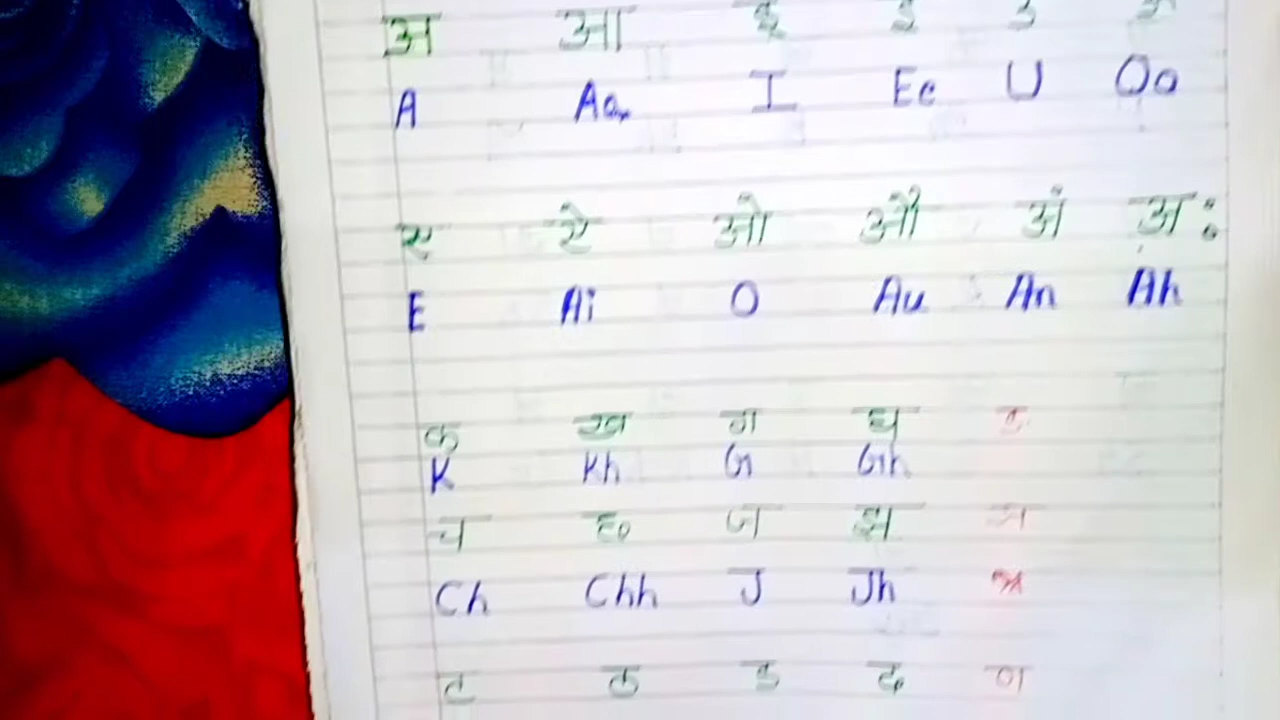 अ आ इ ई उ ऊ
A Aa I Ee U Oo
ए ऐ ओ औ अं अः
E Ai O Au An Ah
क ख ग घ ङ
K Kh G Gh
च छ ज झ ञ
Ch Chh J Jh
ट ठ ड ढ ण